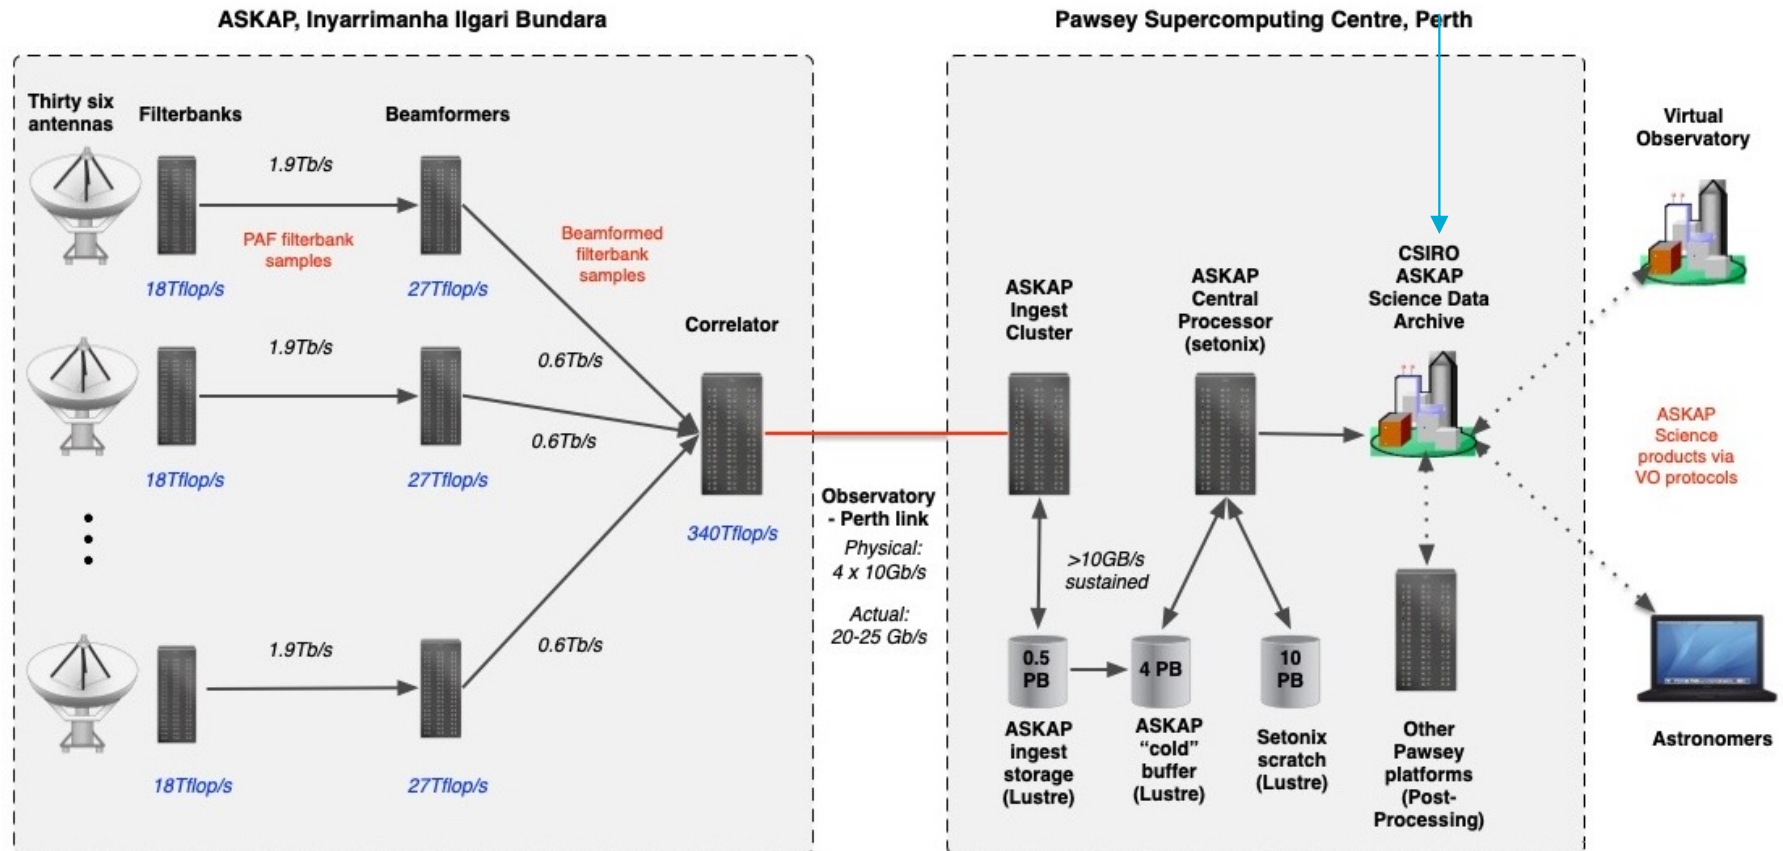 ASKAP, Inyarrimanha Ilgari Bundara
Pawsey Supercomputing Centre, Perth
Thirty six
antennas
Filterbanks
Beamformers
1.9Tb/s
PAF filterbank
samples
18Tflop/s
27Tflop/s
Beamformed
filterbank
samples
1.9Tb/s
18Tflop/s
27Tflop/s
0.6Tb/s
0.6Tb/s
Correlator
340Tflop/s
1.9Tb/s
0.6Tb/s
18Tflop/s
27Tflop/s
Observatory
- Perth link
Physical:
4 x 10Gb/s
Actual:
20-25 Gb/s
ASKAP
Ingest
Cluster
ASKAP
Central
Processor
(setonix)
CSIRO
ASKAP
Science Data
Archive
>10GB/s
sustained
0.5
PB
4 PB
10
PB
ASKAP
ingest
storage
(Lustre)
ASKAP
“cold”
buffer
(Lustre)
Setonix
scratch
(Lustre)
Other
Pawsey
platforms
(Post-
Processing)
Virtual
Observatory
ASKAP
Science
products via
VO protocols
Astronomers